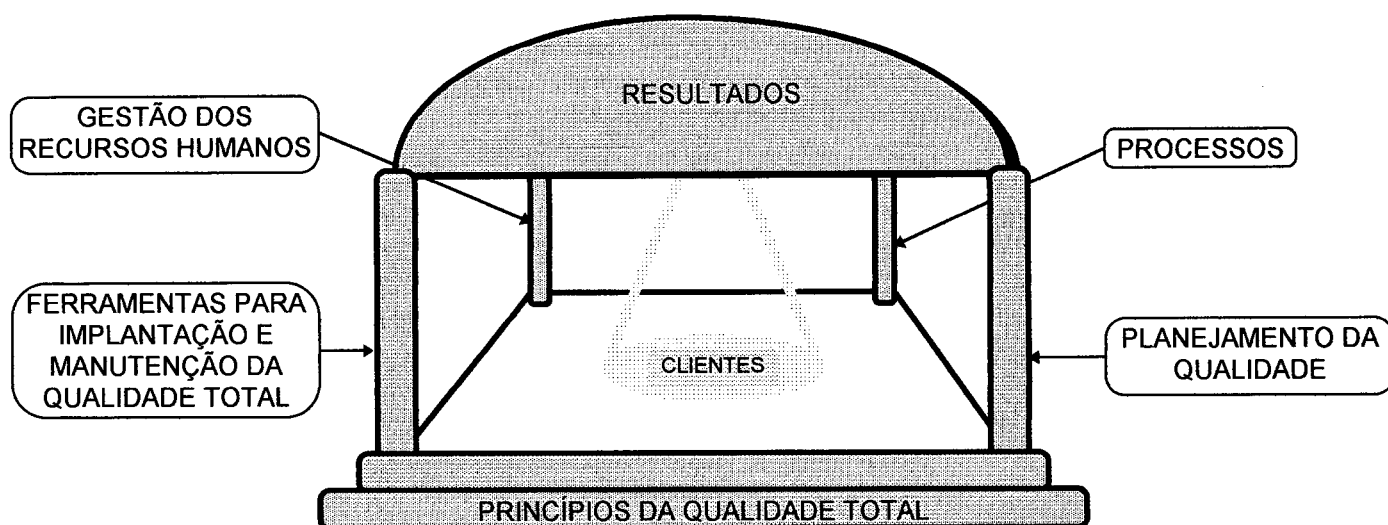 RESULTADOS
GESTÃO DOS
RECURSOS HUMANOS
PROCESSOS
FERRAMENTAS PARA
IMPLANTAÇÃO E
MANUTENÇÃO DA
QUALIDADE TOTAL
PLANEJAMENTO DA
QUALIDADE
CLIENTES
PRINCÍPIOS DA QUALIDADE TOTAL